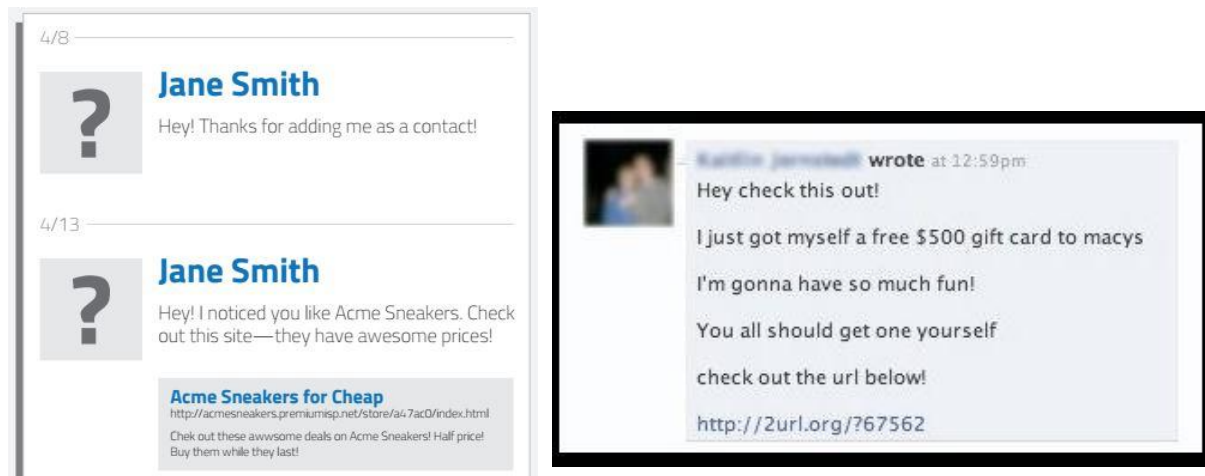 4/8
?
Jane Smith
Hey! Thanks for adding me as a contact!
4/13
?
Jane Smith
Hey! I noticed you like Acme Sneakers. Check
out this site—they have awesome prices!
Acme Sneakers for Cheap
http://acmesneakers.premiumisp.net/store/a47ac0/index.html
Chek out these awwsome deals on Acme Sneakers! Half price!
Buy them while they last!
wrote at 12:59pm
Hey check this out!
I just got myself a free $500 gift card to macys
I'm gonna have so much fun!
You all should get one yourself
check out the url below!
http://2url.org/?67562